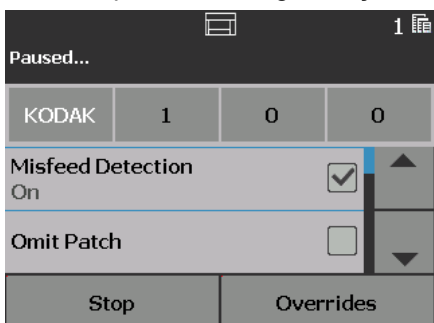 1
Paused...
KODAK 1 0 0
Misfeed Detection
On
Omit Patch
Stop Overrides